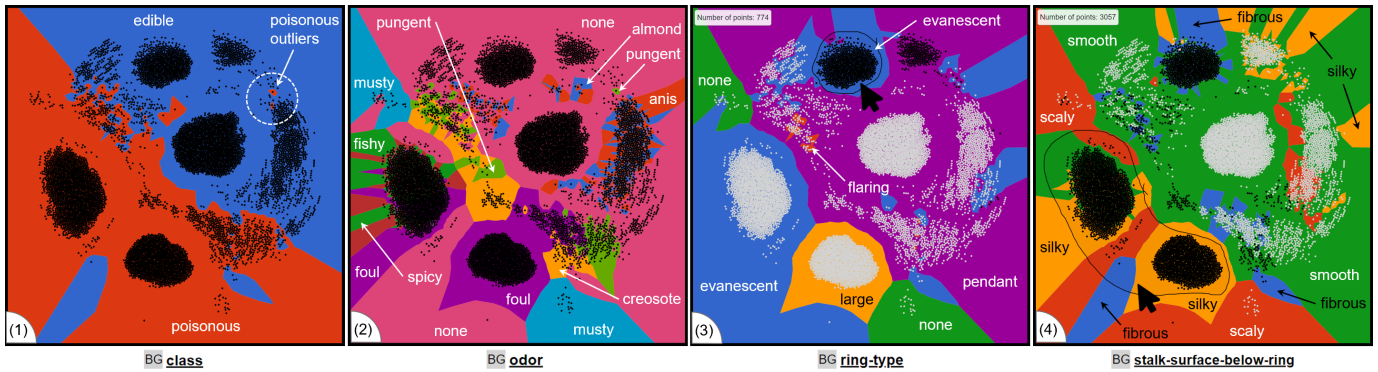 edible
poisonous
outliers
poisonous
(1)
BG class
pungent
none
almond
pungent
musty
anis
fishy
foul
spicy
foul
creosote
none
musty
(2)
BG odor
Number of points: 774
evanescent
none
flaring
evanescent
large
pendant
none
(3)
BG ring-type
Number of points: 3057
fibrous
smooth
silky
scaly
silky
smooth
silky
fibrous
fibrous
scaly
(4)
BG stalk-surface-below-ring